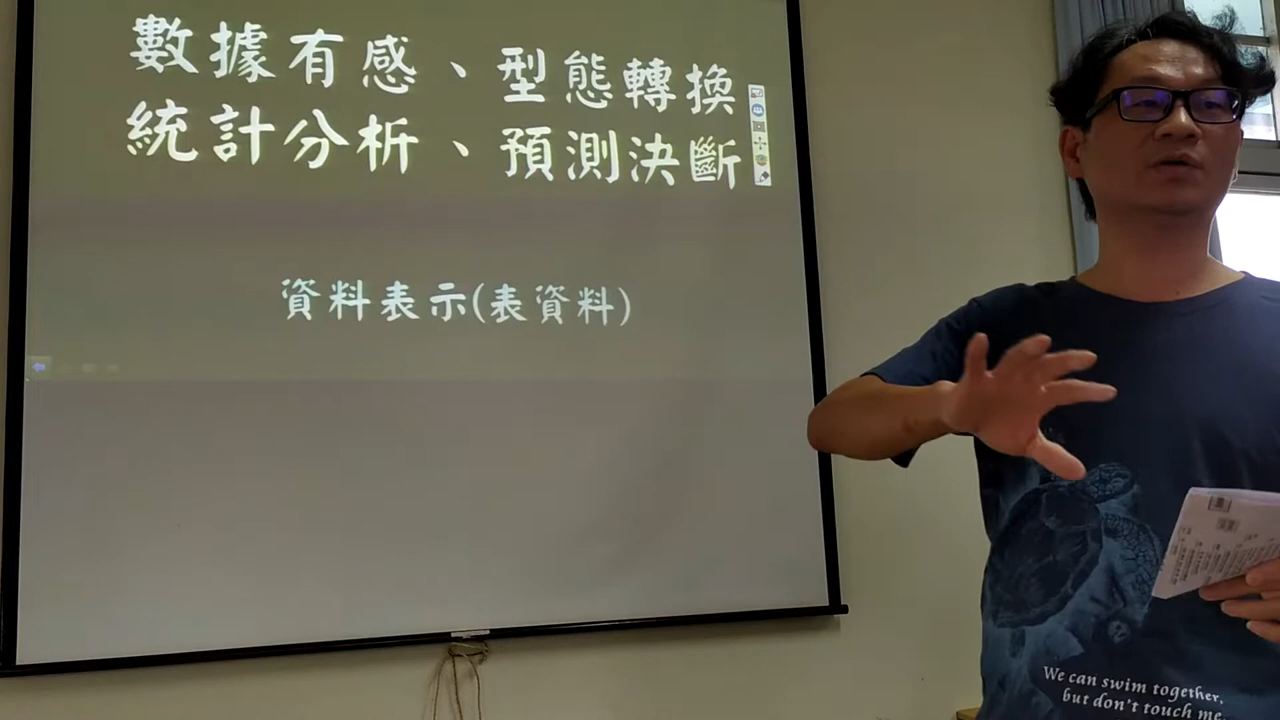 數據有感、型態轉換
統計分析、預測決斷
資料表示(表資料)
We can swim together,
but don't touch me